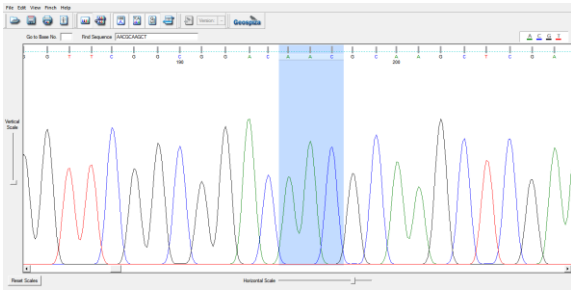 File Edit View Finch Help
Geospiza
Go to Base No. Find Sequence AACGCAAGCT A C G T
G T T C G G C G G A C A A C G C A A G C T C G A
190 200
Vertical
Scale
Reset Scales Horizontal Scale